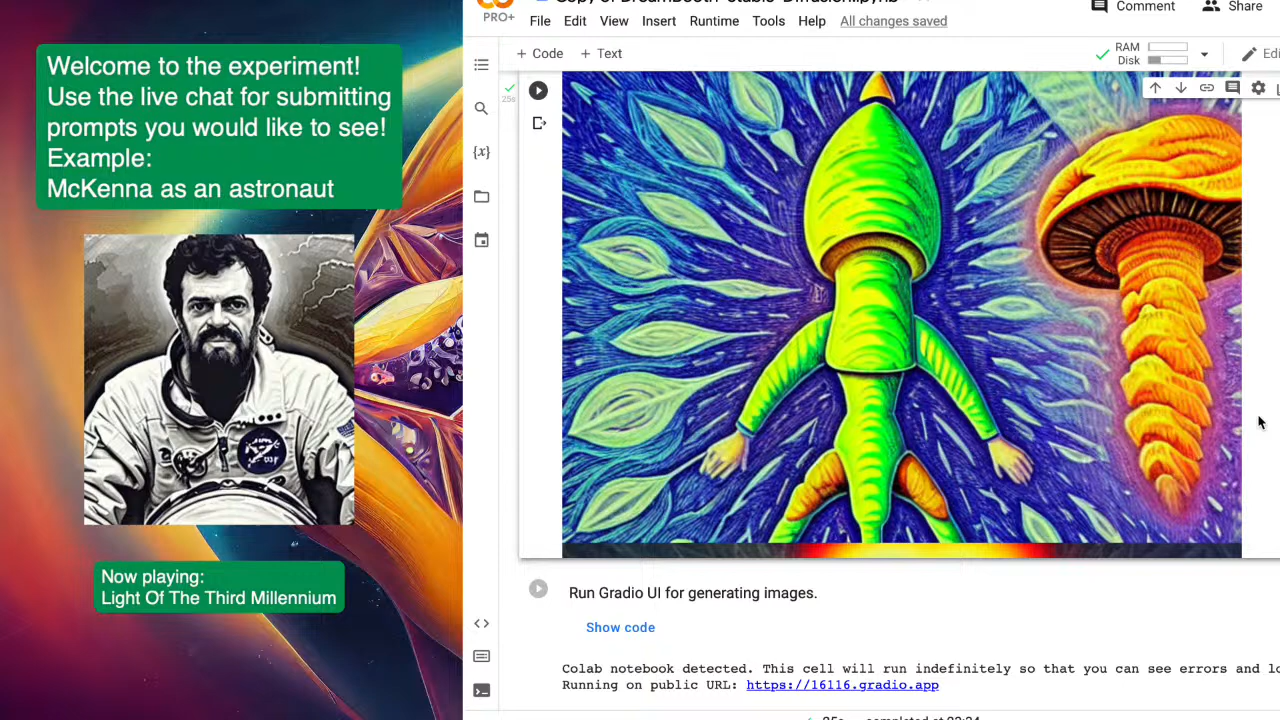 Welcome to the experiment!
Use the live chat for submitting
prompts you would like to see!
Example:
McKenna as an astronaut
Now playing:
Light Of The Third Millennium
PRO+
File Edit View Insert Runtime Tools Help All changes saved
Comment Share
+ Code + Text
RAM
Disk
25s
{x}
Run Gradio UI for generating images.
Show code
Colab notebook detected. This cell will run indefinitely so that you can see errors and
Running on public URL: https://16116.gradio.app